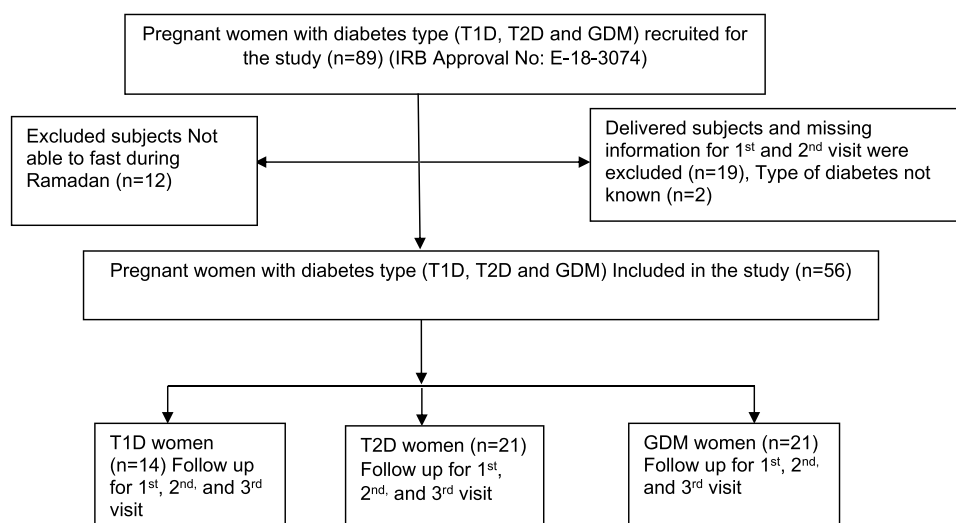 Pregnant women with diabetes type (T1D, T2D and GDM) recruited for
the study (n=89) (IRB Approval No: E-18-3074)
Excluded subjects Not
able to fast during
Ramadan (n=12)
Delivered subjects and missing
information for 1st and 2nd visit were
excluded (n=19), Type of diabetes not
known (n=2)
Pregnant women with diabetes type (T1D, T2D and GDM) Included in the study (n=56)
T1D women
(n=14) Follow up
for 1st, 2nd, and 3rd
visit
T2D women (n=21)
Follow up for 1st,
2nd, and 3rd visit
GDM women (n=21)
Follow up for 1st, 2nd,
and 3rd visit